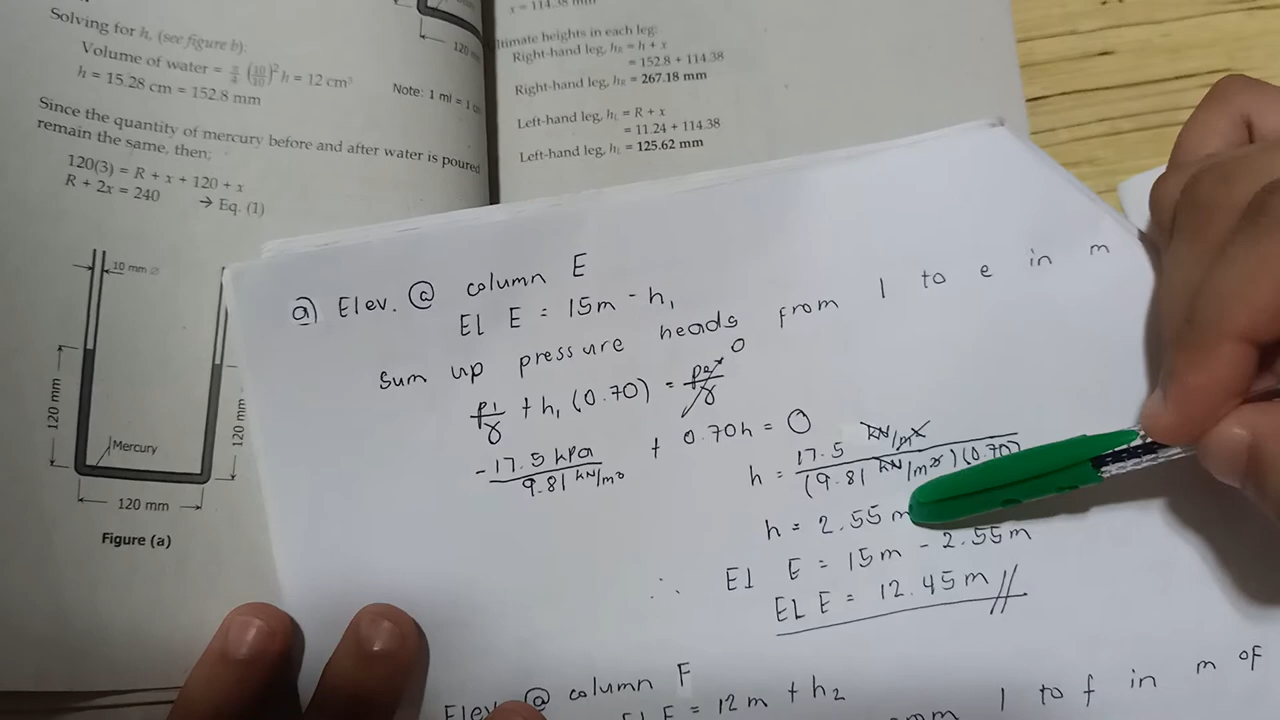 Solving for h, (see figure b):
Volume of water = π/4 (10/10)² h = 12 cm³
h = 15.28 cm = 152.8 mm
Note: 1 ml = 1
Since the quantity of mercury before and after water is poured
remain the same, then;
120(3) = R + x + 120 + x
R + 2x = 240 → Eq. (1)
10 mm ø
120 mm
120 mm
Mercury
120 mm
Figure (a)
120
x = 114.38 mm
ltimate heights in each leg:
Right-hand leg, hR = h + x
= 152.8 + 114.38
Right-hand leg, hR = 267.18 mm
Left-hand leg, hL = R + x
= 11.24 + 114.38
Left-hand leg, hL = 125.62 mm
a) Elev. @ column E
El E = 15m - h₁
Sum up pressure heads from 1 to e in m
P1/γ + h₁ (0.70) = 0
-17.5 kPa / 9.81 kN/m³ + 0.70h = 0
h = 17.5 kN/m² / (9.81 kN/m³)(0.70)
h = 2.55 m
∴ El E = 15m - 2.55m
EL E = 12.45m //
Elev @ column F
= 12m + h₂
1 to f in m of